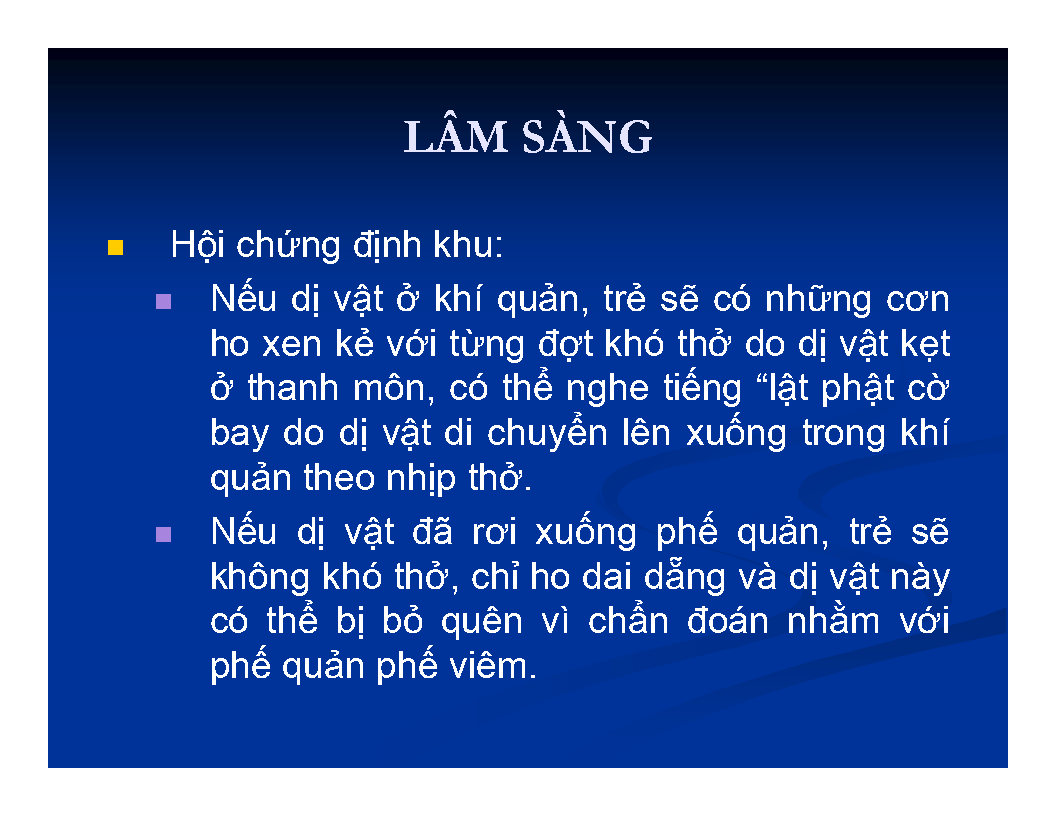 LÂM SÀNG
Hội chứng định khu:
Nếu dị vật ở khí quản, trẻ sẽ có những cơn
ho xen kẻ với từng đợt khó thở do dị vật kẹt
ở thanh môn, có thể nghe tiếng “lật phật cờ
bay do dị vật di chuyển lên xuống trong khí
quản theo nhịp thở.
Nếu dị vật đã rơi xuống phế quản, trẻ sẽ
không khó thở, chỉ ho dai dẳng và dị vật này
có thể bị bỏ quên vì chẩn đoán nhằm với
phế quản phế viêm.